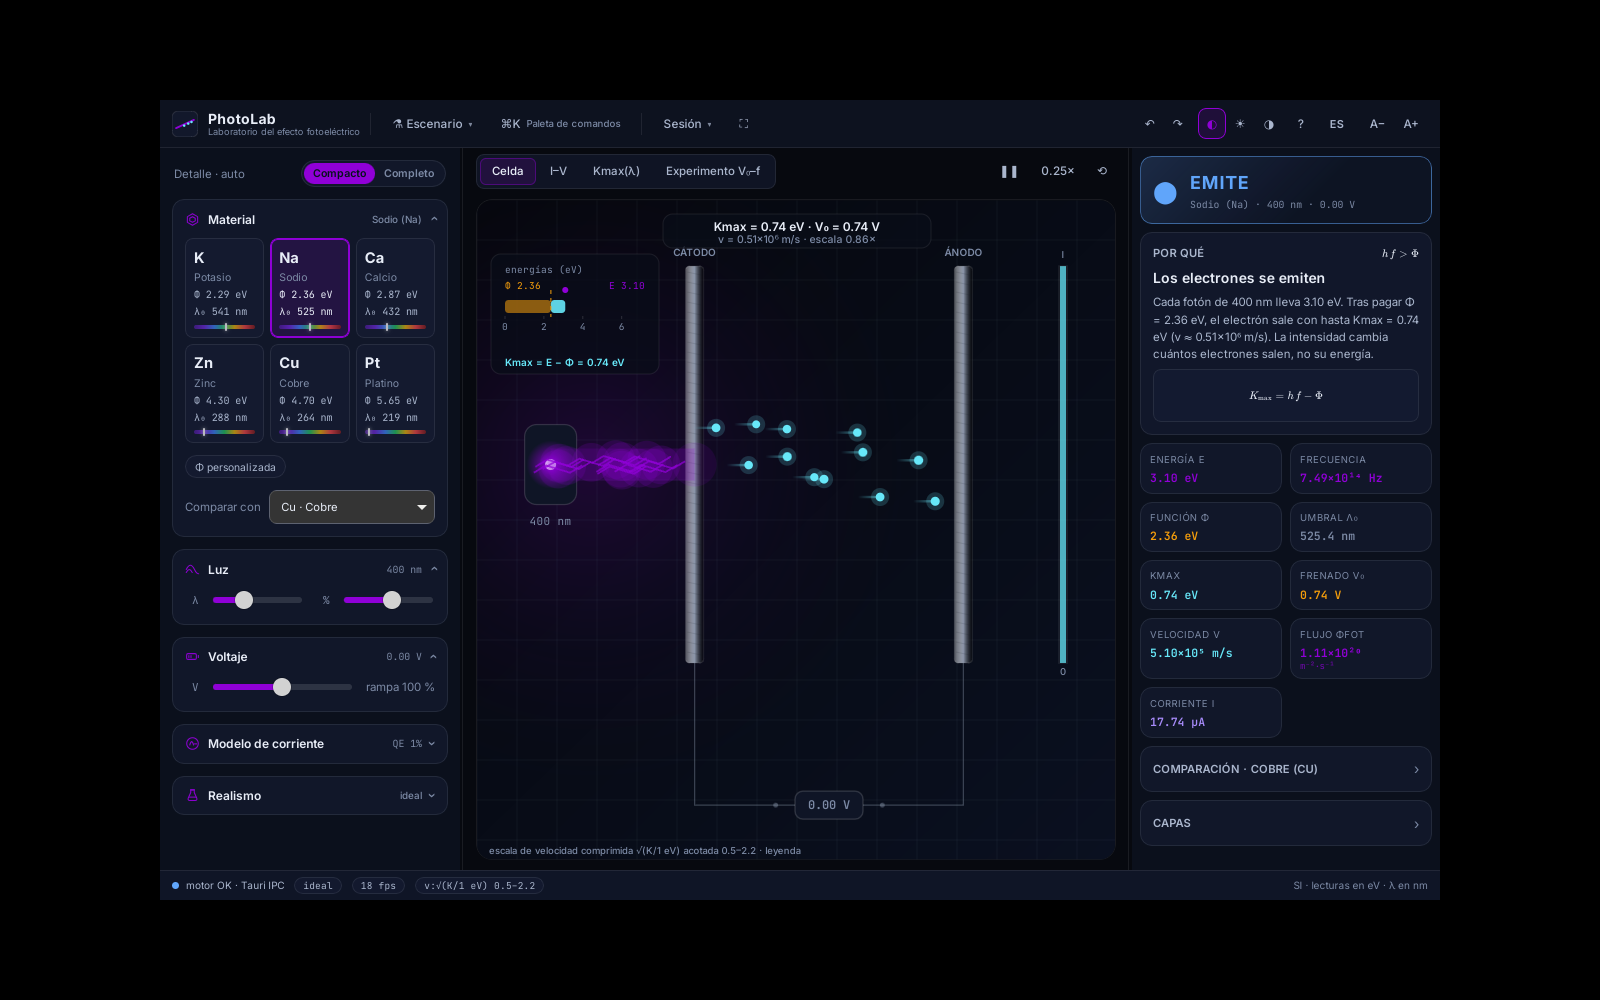 PhotoLab
Laboratorio del efecto fotoeléctrico
⚗ Escenario ▾
⌘K Paleta de comandos
Sesión ▾
? ES A− A+
Detalle · auto
Compacto Completo
Material Sodio (Na)
K
Potasio
Φ 2.29 eV
λ₀ 541 nm
Na
Sodio
Φ 2.36 eV
λ₀ 525 nm
Ca
Calcio
Φ 2.87 eV
λ₀ 432 nm
Zn
Zinc
Φ 4.30 eV
λ₀ 288 nm
Cu
Cobre
Φ 4.70 eV
λ₀ 264 nm
Pt
Platino
Φ 5.65 eV
λ₀ 219 nm
Φ personalizada
Comparar con Cu · Cobre
Luz 400 nm
λ %
Voltaje 0.00 V
V rampa 100 %
Modelo de corriente QE 1%
Realismo ideal
Celda I–V Kmax(λ) Experimento V₀–f
0.25×
Kmax = 0.74 eV · V₀ = 0.74 V
v = 0.51×10⁶ m/s · escala 0.86×
CÁTODO ÁNODO I
energías (eV)
Φ 2.36 E 3.10
0 2 4 6
Kmax = E − Φ = 0.74 eV
400 nm
0
0.00 V
escala de velocidad comprimida √(K/1 eV) acotada 0.5–2.2 · leyenda
EMITE
Sodio (Na) · 400 nm · 0.00 V
POR QUÉ hf > Φ
Los electrones se emiten
Cada fotón de 400 nm lleva 3.10 eV. Tras pagar Φ
= 2.36 eV, el electrón sale con hasta Kmax = 0.74
eV (v ≈ 0.51×10⁶ m/s). La intensidad cambia
cuántos electrones salen, no su energía.
Kmax = hf − Φ
ENERGÍA E
3.10 eV
FRECUENCIA
7.49×10¹⁴ Hz
FUNCIÓN Φ
2.36 eV
UMBRAL Λ₀
525.4 nm
KMAX
0.74 eV
FRENADO V₀
0.74 V
VELOCIDAD V
5.10×10⁵ m/s
FLUJO ΦFOT
1.11×10²⁰
m⁻²·s⁻¹
CORRIENTE I
17.74 µA
COMPARACIÓN · COBRE (CU)
CAPAS
motor OK · Tauri IPC ideal 18 fps v:√(K/1 eV) 0.5–2.2
SI · lecturas en eV · λ en nm